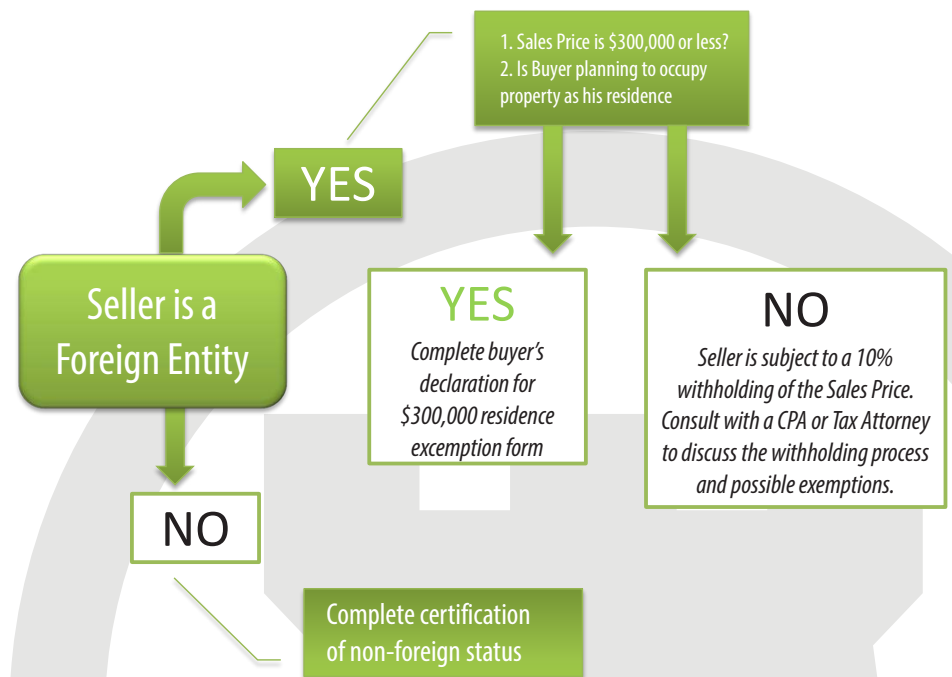 1. Sales Price is $300,000 or less?
2. Is Buyer planning to occupy
property as his residence
YES
Seller is a
Foreign Entity
YES
Complete buyer's
declaration for
$300,000 residence
excemption form
NO
Seller is subject to a 10%
withholding of the Sales Price.
Consult with a CPA or Tax Attorney
to discuss the withholding process
and possible exemptions.
NO
Complete certification
of non-foreign status